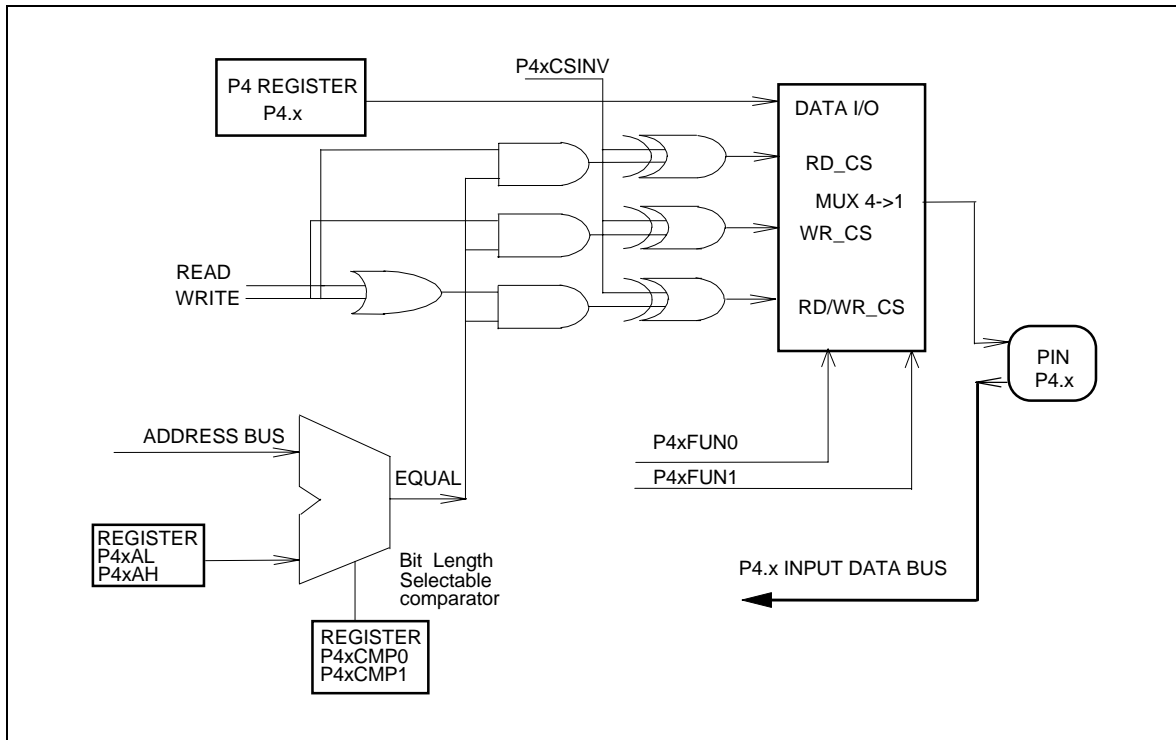 P4xCSINV
P4 REGISTER
P4.x
DATA I/O
RD_CS
MUX 4->1
WR_CS
READ
WRITE
RD/WR_CS
PIN
P4.x
ADDRESS BUS
P4xFUN0
EQUAL
P4xFUN1
REGISTER
P4xAL
P4xAH
Bit Length
Selectable
comparator
P4.x INPUT DATA BUS
REGISTER
P4xCMP0
P4xCMP1